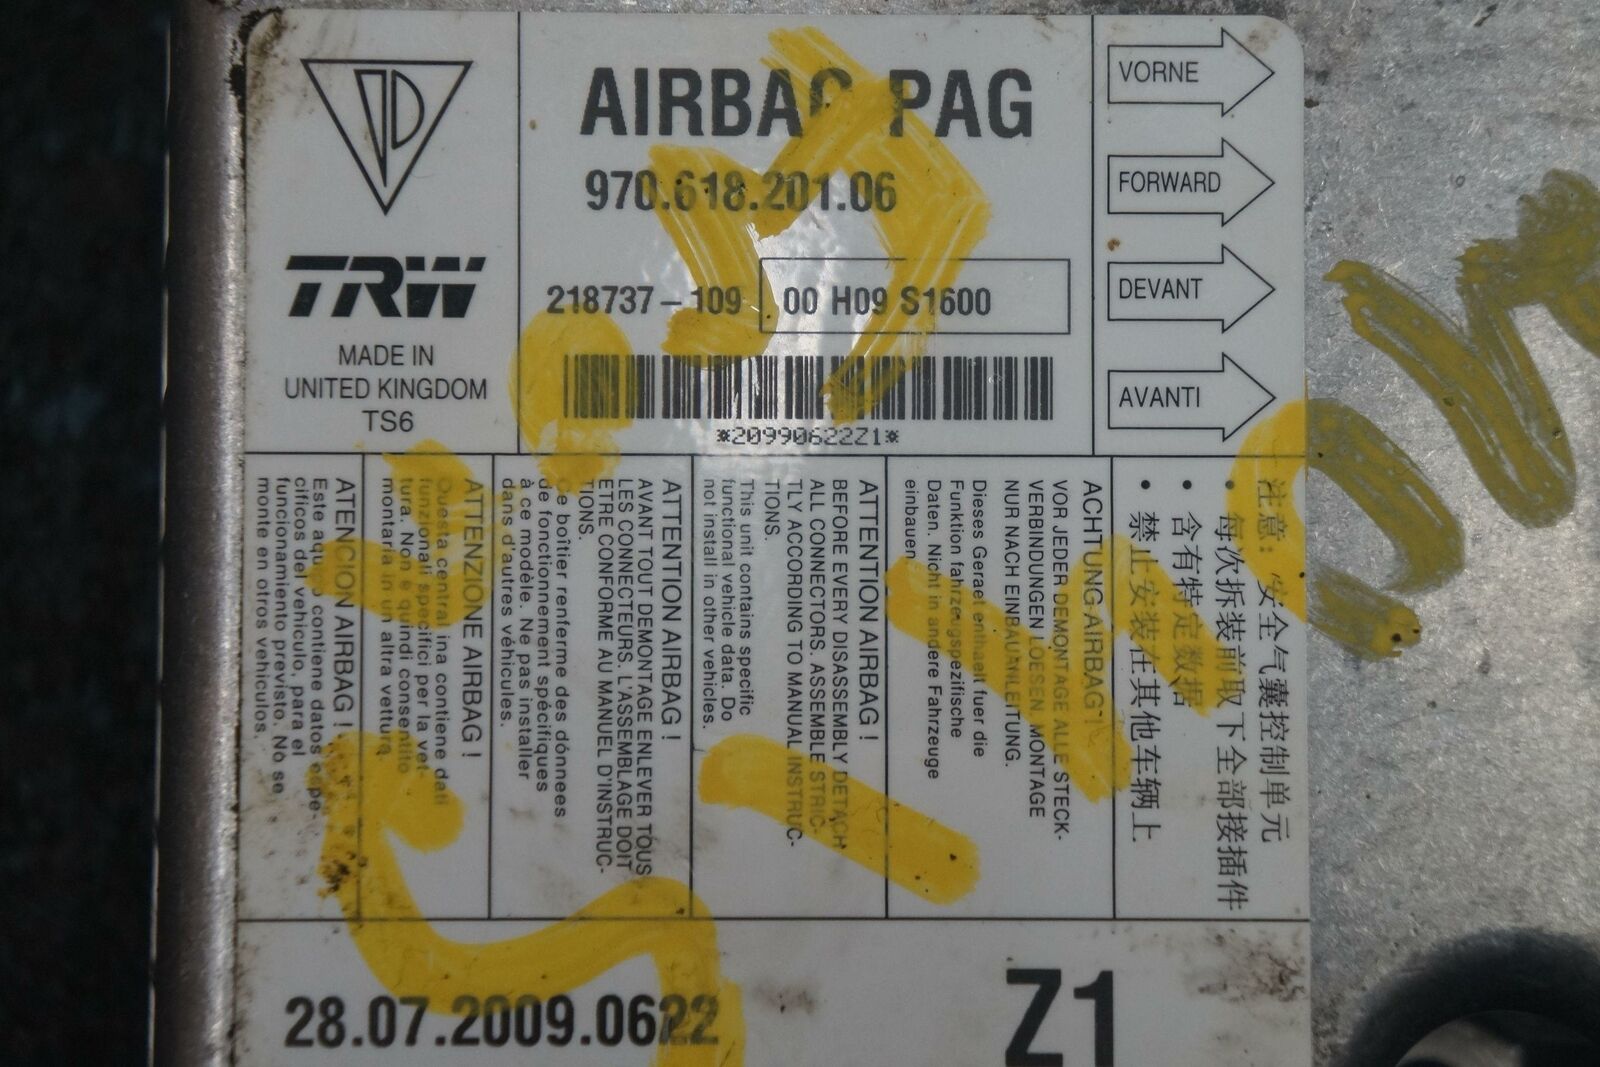 AIRBAG PAG
970.618.201.06
218737-109
00 H09 S1600
*20990622Z1*
TRW
MADE IN
UNITED KINGDOM
TS6
VORNE
FORWARD
DEVANT
AVANTI
注意: 安全气囊控制单元
• 每次拆装前取下全部接插件
• 含有特定数据
• 禁止安装在其他车辆上
ACHTUNG AIRBAG !
VOR JEDER DEMONTAGE ALLE STECK-
VERBINDUNGEN LOESEN. MONTAGE
NUR NACH EINBAUANLEITUNG.
Dieses Geraet enthaelt fuer die
Funktion fahrzeugspezifische
Daten. Nicht in andere Fahrzeuge
einbauen
ATTENTION AIRBAG !
BEFORE EVERY DISASSEMBLY DETACH
ALL CONNECTORS. ASSEMBLE STRIC-
TLY ACCORDING TO MANUAL INSTRUC-
TIONS.
This unit contains specific
functional vehicle data. Do
not install in other vehicles.
ATTENTION AIRBAG !
AVANT TOUT DEMONTAGE ENLEVER TOUS
LES CONNECTEURS. L'ASSEMBLAGE DOIT
ETRE CONFORME AU MANUEL D'INSTRUC-
TIONS.
Ce boîtier renferme des données
de fonctionnement spécifiques
à ce modèle. Ne pas installer
dans d'autres véhicules.
ATTENZIONE AIRBAG !
Questa centralina contiene dati
funzionali specifici per la vet-
tura. Non è quindi consentito
montarla in un altra vettura.
ATENCION AIRBAG !
Este aquí contiene datos espe-
cíficos del vehículo, para el
funcionamiento previsto. No se
monte en otros vehículos.
28.07.2009.0622
Z1